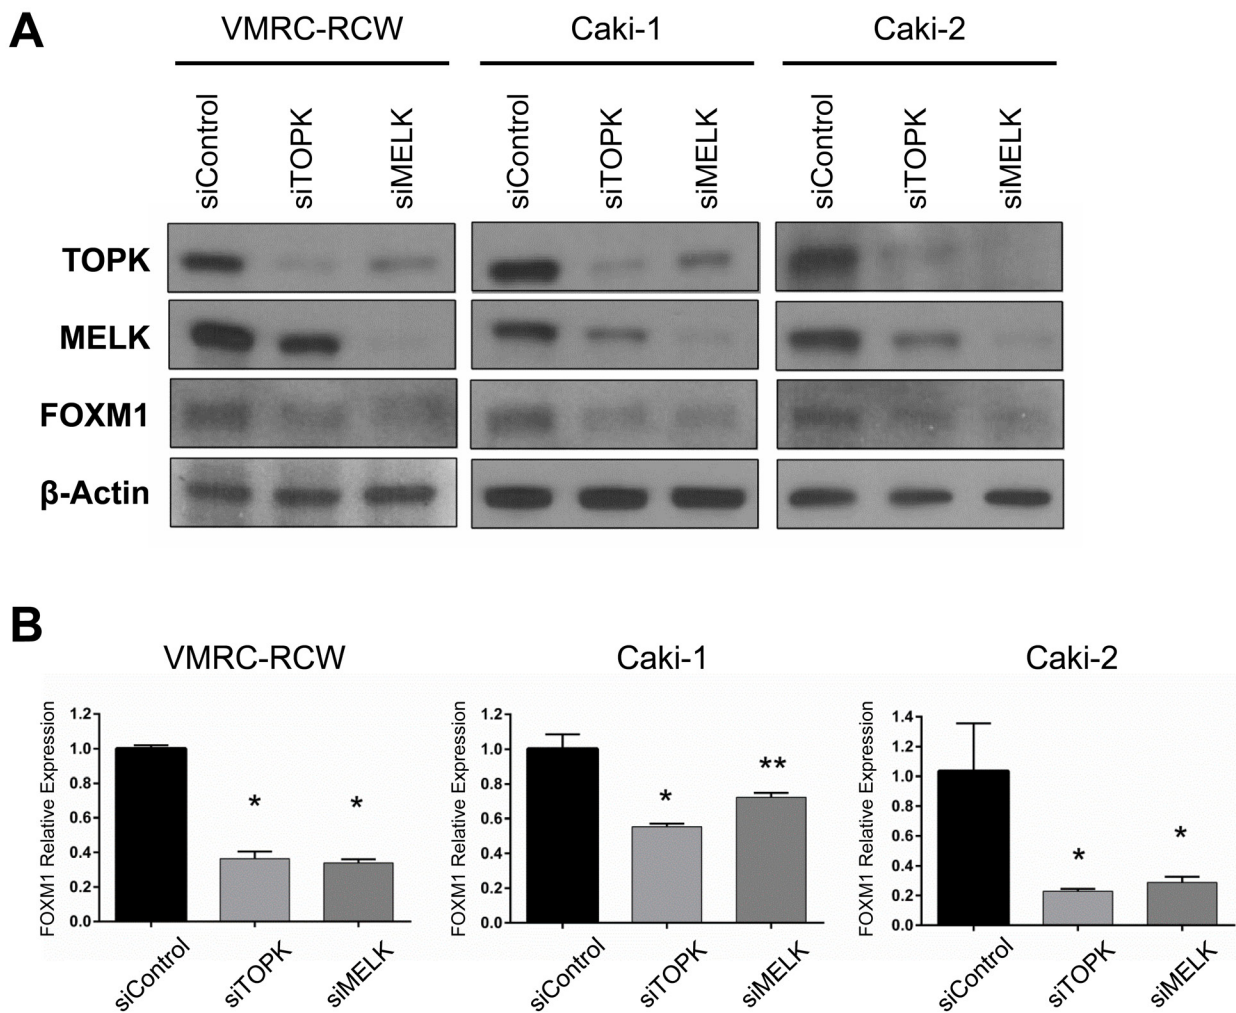 A
VMRC-RCW
Caki-1
Caki-2
siControl
siTOPK
siMELK
siControl
siTOPK
siMELK
siControl
siTOPK
siMELK
TOPK
MELK
FOXM1
β-Actin
B
VMRC-RCW
Caki-1
Caki-2
FOXM1 Relative Expression
1.2
1.0
0.8
0.6
0.4
0.2
0.0
*
*
siControl
siTOPK
siMELK
FOXM1 Relative Expression
1.2
1.0
0.8
0.6
0.4
0.2
0.0
*
**
siControl
siTOPK
siMELK
FOXM1 Relative Expression
1.4
1.2
1.0
0.8
0.6
0.4
0.2
0.0
*
*
siControl
siTOPK
siMELK